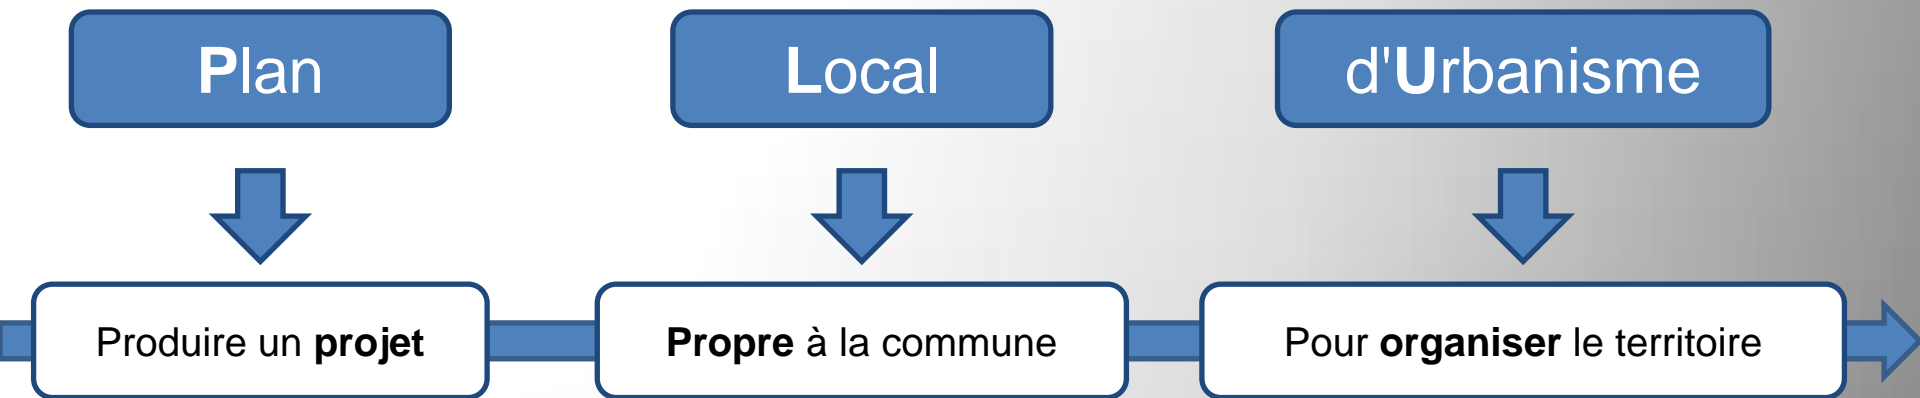 Plan
Local
d'Urbanisme
Produire un projet
Propre à la commune
Pour organiser le territoire